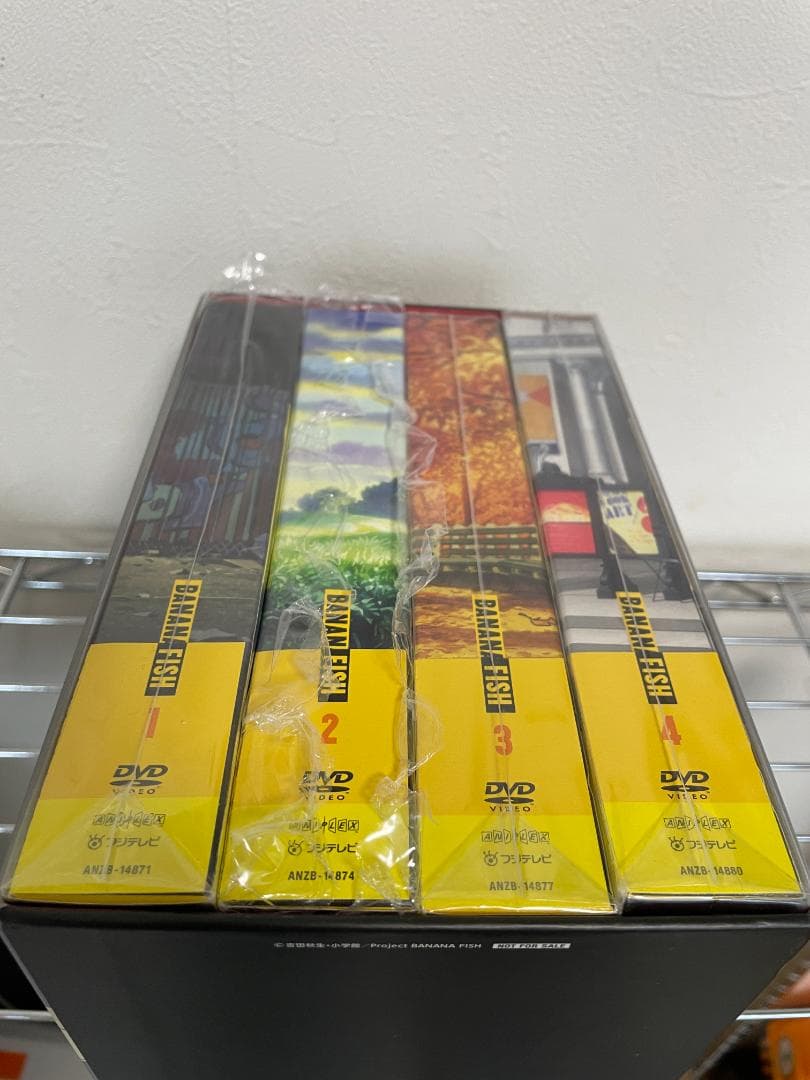 BANANA FISH
1
DVD
VIDEO
ANIPLEX
フジテレビ
ANZB-14871
BANANA FISH
2
DVD
VIDEO
ANIPLEX
フジテレビ
ANZB-14874
BANANA FISH
3
DVD
VIDEO
ANIPLEX
フジテレビ
ANZB-14877
ART
BANANA FISH
4
DVD
VIDEO
ANIPLEX
フジテレビ
ANZB-14880
© 吉田秋生・小学館／Project BANANA FISH NOT FOR SALE